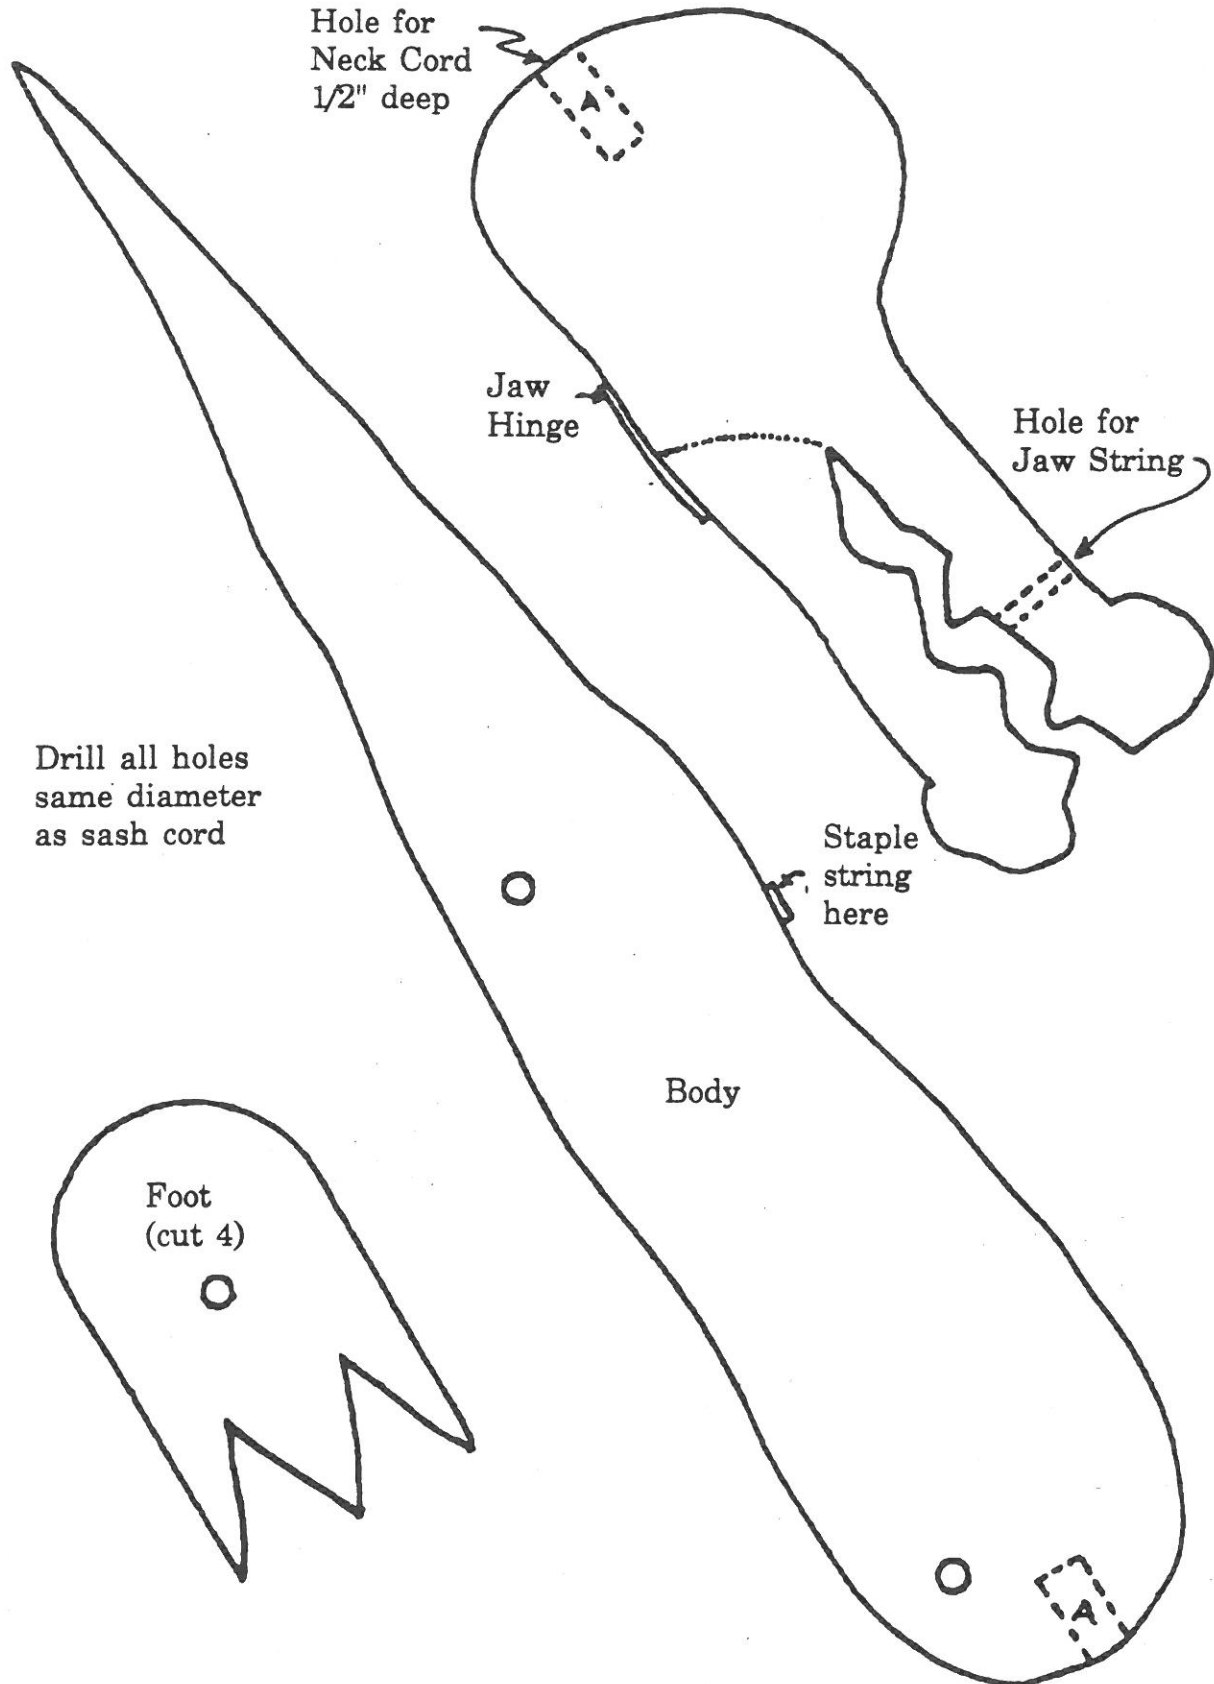 Hole for
Neck Cord
1/2" deep
A
Jaw
Hinge
Hole for
Jaw String
Drill all holes
same diameter
as sash cord
Staple
string
here
Body
Foot
(cut 4)
A